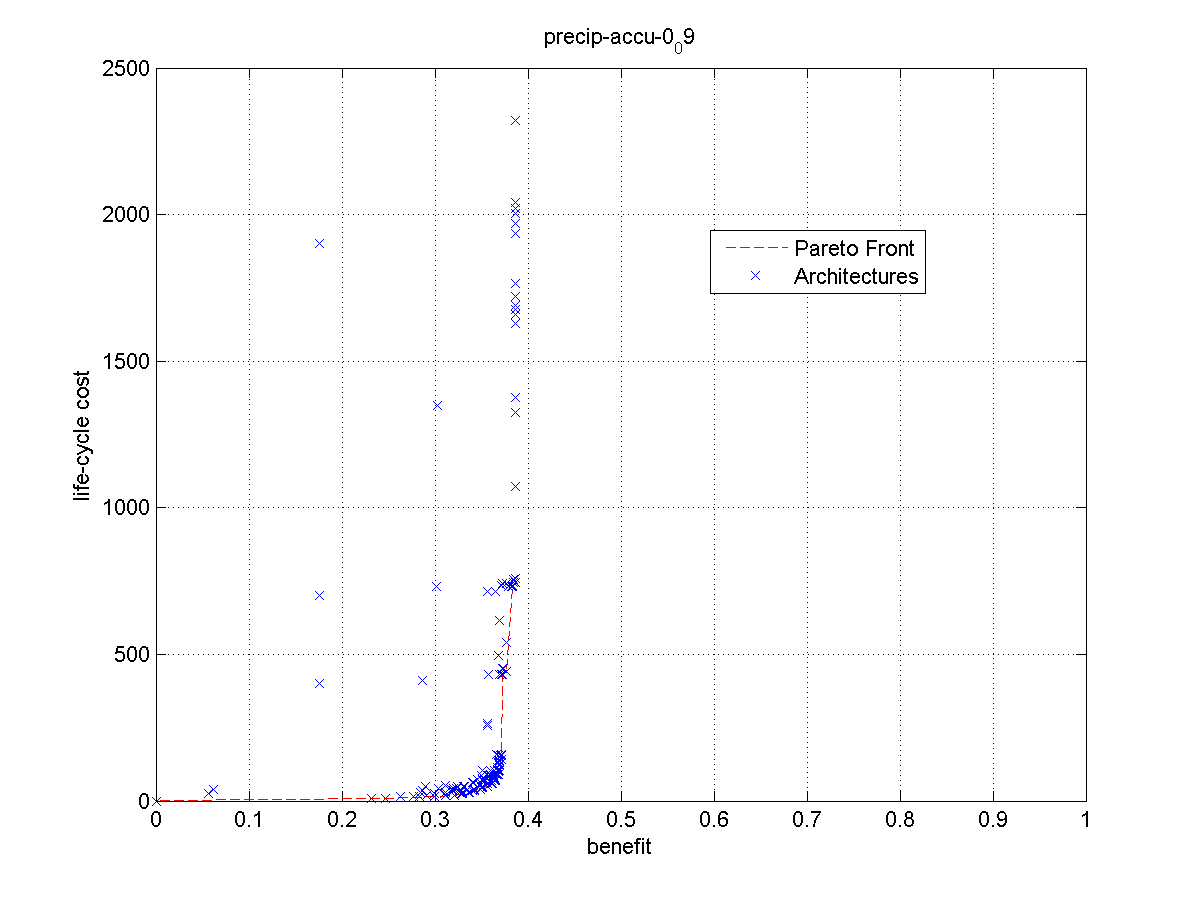 precip-accu-0₀9
2500
2000
1500
1000
500
0
life-cycle cost
Pareto Front
Architectures
0 0.1 0.2 0.3 0.4 0.5 0.6 0.7 0.8 0.9 1
benefit